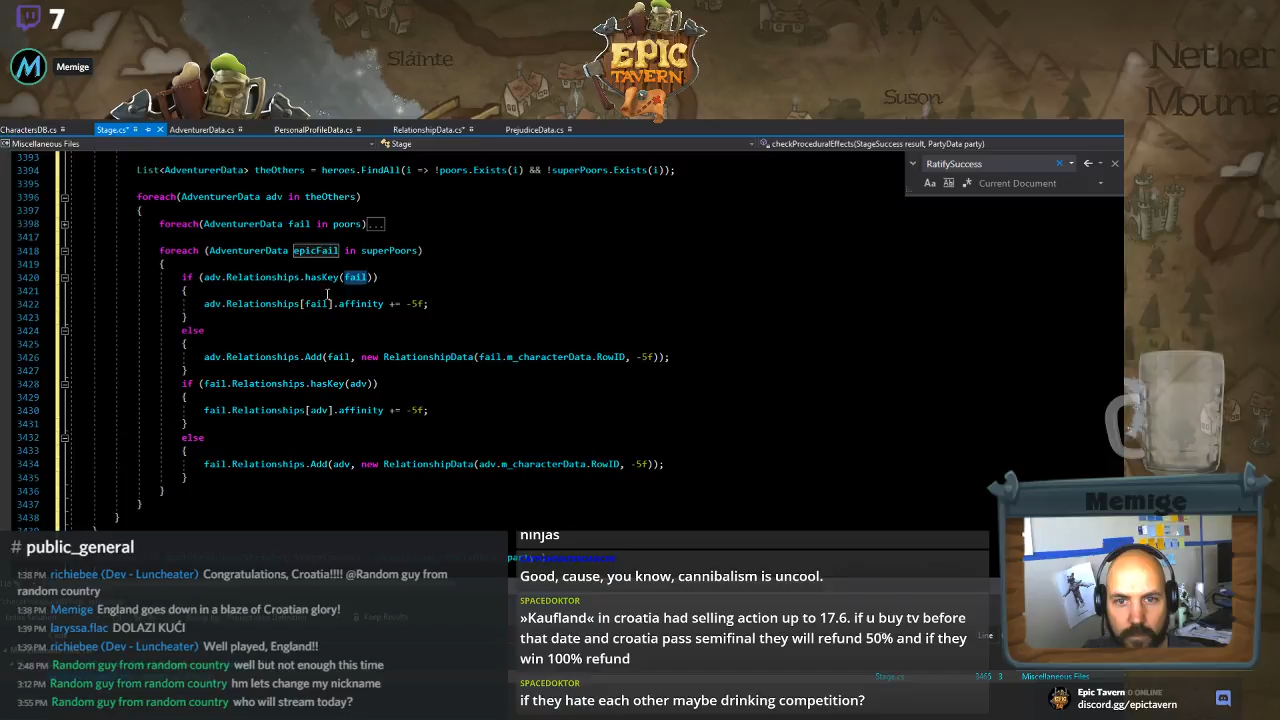 7
Memige
Sláinte
EPIC
TAVERN
Suson
Nether
CharactersDB.cs
Stage.cs*
AdventurerData.cs
PersonalProfileData.cs
RelationshipData.cs*
PrejudiceData.cs
Miscellaneous Files
Stage
checkProceduralEffects(StageSuccess result, PartyData party)
RatifySuccess
Current Document
3393
3394 List<AdventurerData> theOthers = heroes.FindAll(i => !poors.Exists(i) && !superPoors.Exists(i));
3395
3396 foreach(AdventurerData adv in theOthers)
3397 {
3398 foreach(AdventurerData fail in poors)...
3417
3418 foreach (AdventurerData epicFail in superPoors)
3419 {
3420 if (adv.Relationships.hasKey(fail))
3421 {
3422 adv.Relationships[fail].affinity += -5f;
3423 }
3424 else
3425 {
3426 adv.Relationships.Add(fail, new RelationshipData(fail.m_characterData.RowID, -5f));
3427 }
3428 if (fail.Relationships.hasKey(adv))
3429 {
3430 fail.Relationships[adv].affinity += -5f;
3431 }
3432 else
3433 {
3434 fail.Relationships.Add(adv, new RelationshipData(adv.m_characterData.RowID, -5f));
3435 }
3436 }
3437 }
3438 }
# public_general
1:38 PM richiebee (Dev - Luncheater) Congratulations, Croatia!!!! @Random guy from
random country
1:38 PM Memige England goes down in a blaze of Croatian glory!
1:39 PM laryssa.flac DOLAZI KUĆI
1:39 PM richiebee (Dev - Luncheater) Well played, England!!
2:48 PM Random guy from random country well but not enough this time
3:12 PM Random guy from random country hm lets change my nickname
3:55 PM Random guy from random country who will stream today?
ninjas
Good, cause, you know, cannibalism is uncool.
SPACEDOKTOR
»Kaufland« in croatia had selling action up to 17.6. if u buy tv before
that date and croatia pass semifinal they will refund 50% and if they
win 100% refund
SPACEDOKTOR
if they hate each other maybe drinking competition?
Line
Stage.cs
3465 3
Miscellaneous Files
Memige
Epic Tavern 0 ONLINE
discord.gg/epictavern